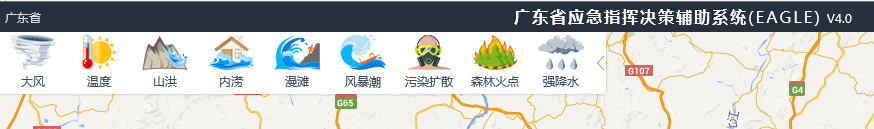 广东省
广东省应急指挥决策辅助系统(EAGLE) V4.0
大风 温度 山洪 内涝 漫滩 风暴潮 污染扩散 森林火点 强降水
G107
G4
G65